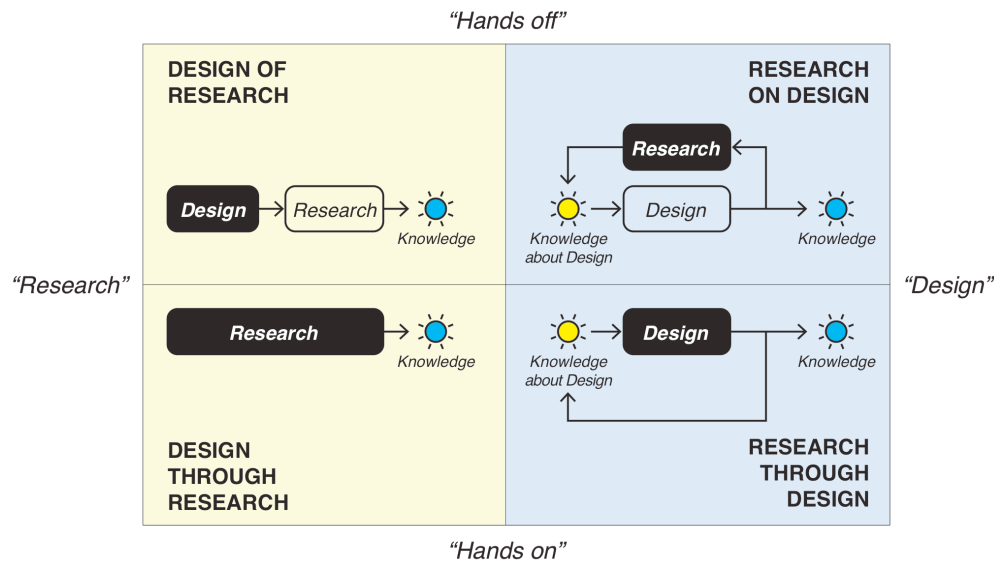 “Hands off”
DESIGN OF
RESEARCH
Design
Research
Knowledge
RESEARCH
ON DESIGN
Research
Knowledge
about Design
Design
Knowledge
“Research”
“Design”
Research
Knowledge
DESIGN
THROUGH
RESEARCH
Knowledge
about Design
Design
Knowledge
RESEARCH
THROUGH
DESIGN
“Hands on”